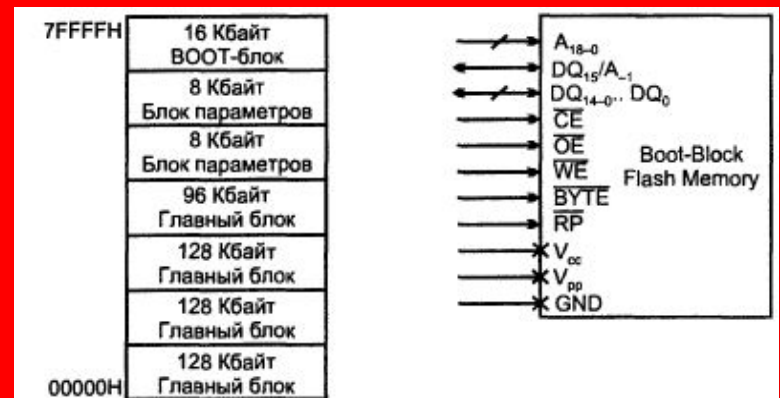 7FFFFH
16 Кбайт
BOOT-блок
8 Кбайт
Блок параметров
8 Кбайт
Блок параметров
96 Кбайт
Главный блок
128 Кбайт
Главный блок
128 Кбайт
Главный блок
128 Кбайт
Главный блок
00000H
A18–0
DQ15/A–1
DQ14–0.. DQ0
CE
OE
WE
BYTE
RP
Vcc
Vpp
GND
Boot-Block
Flash Memory